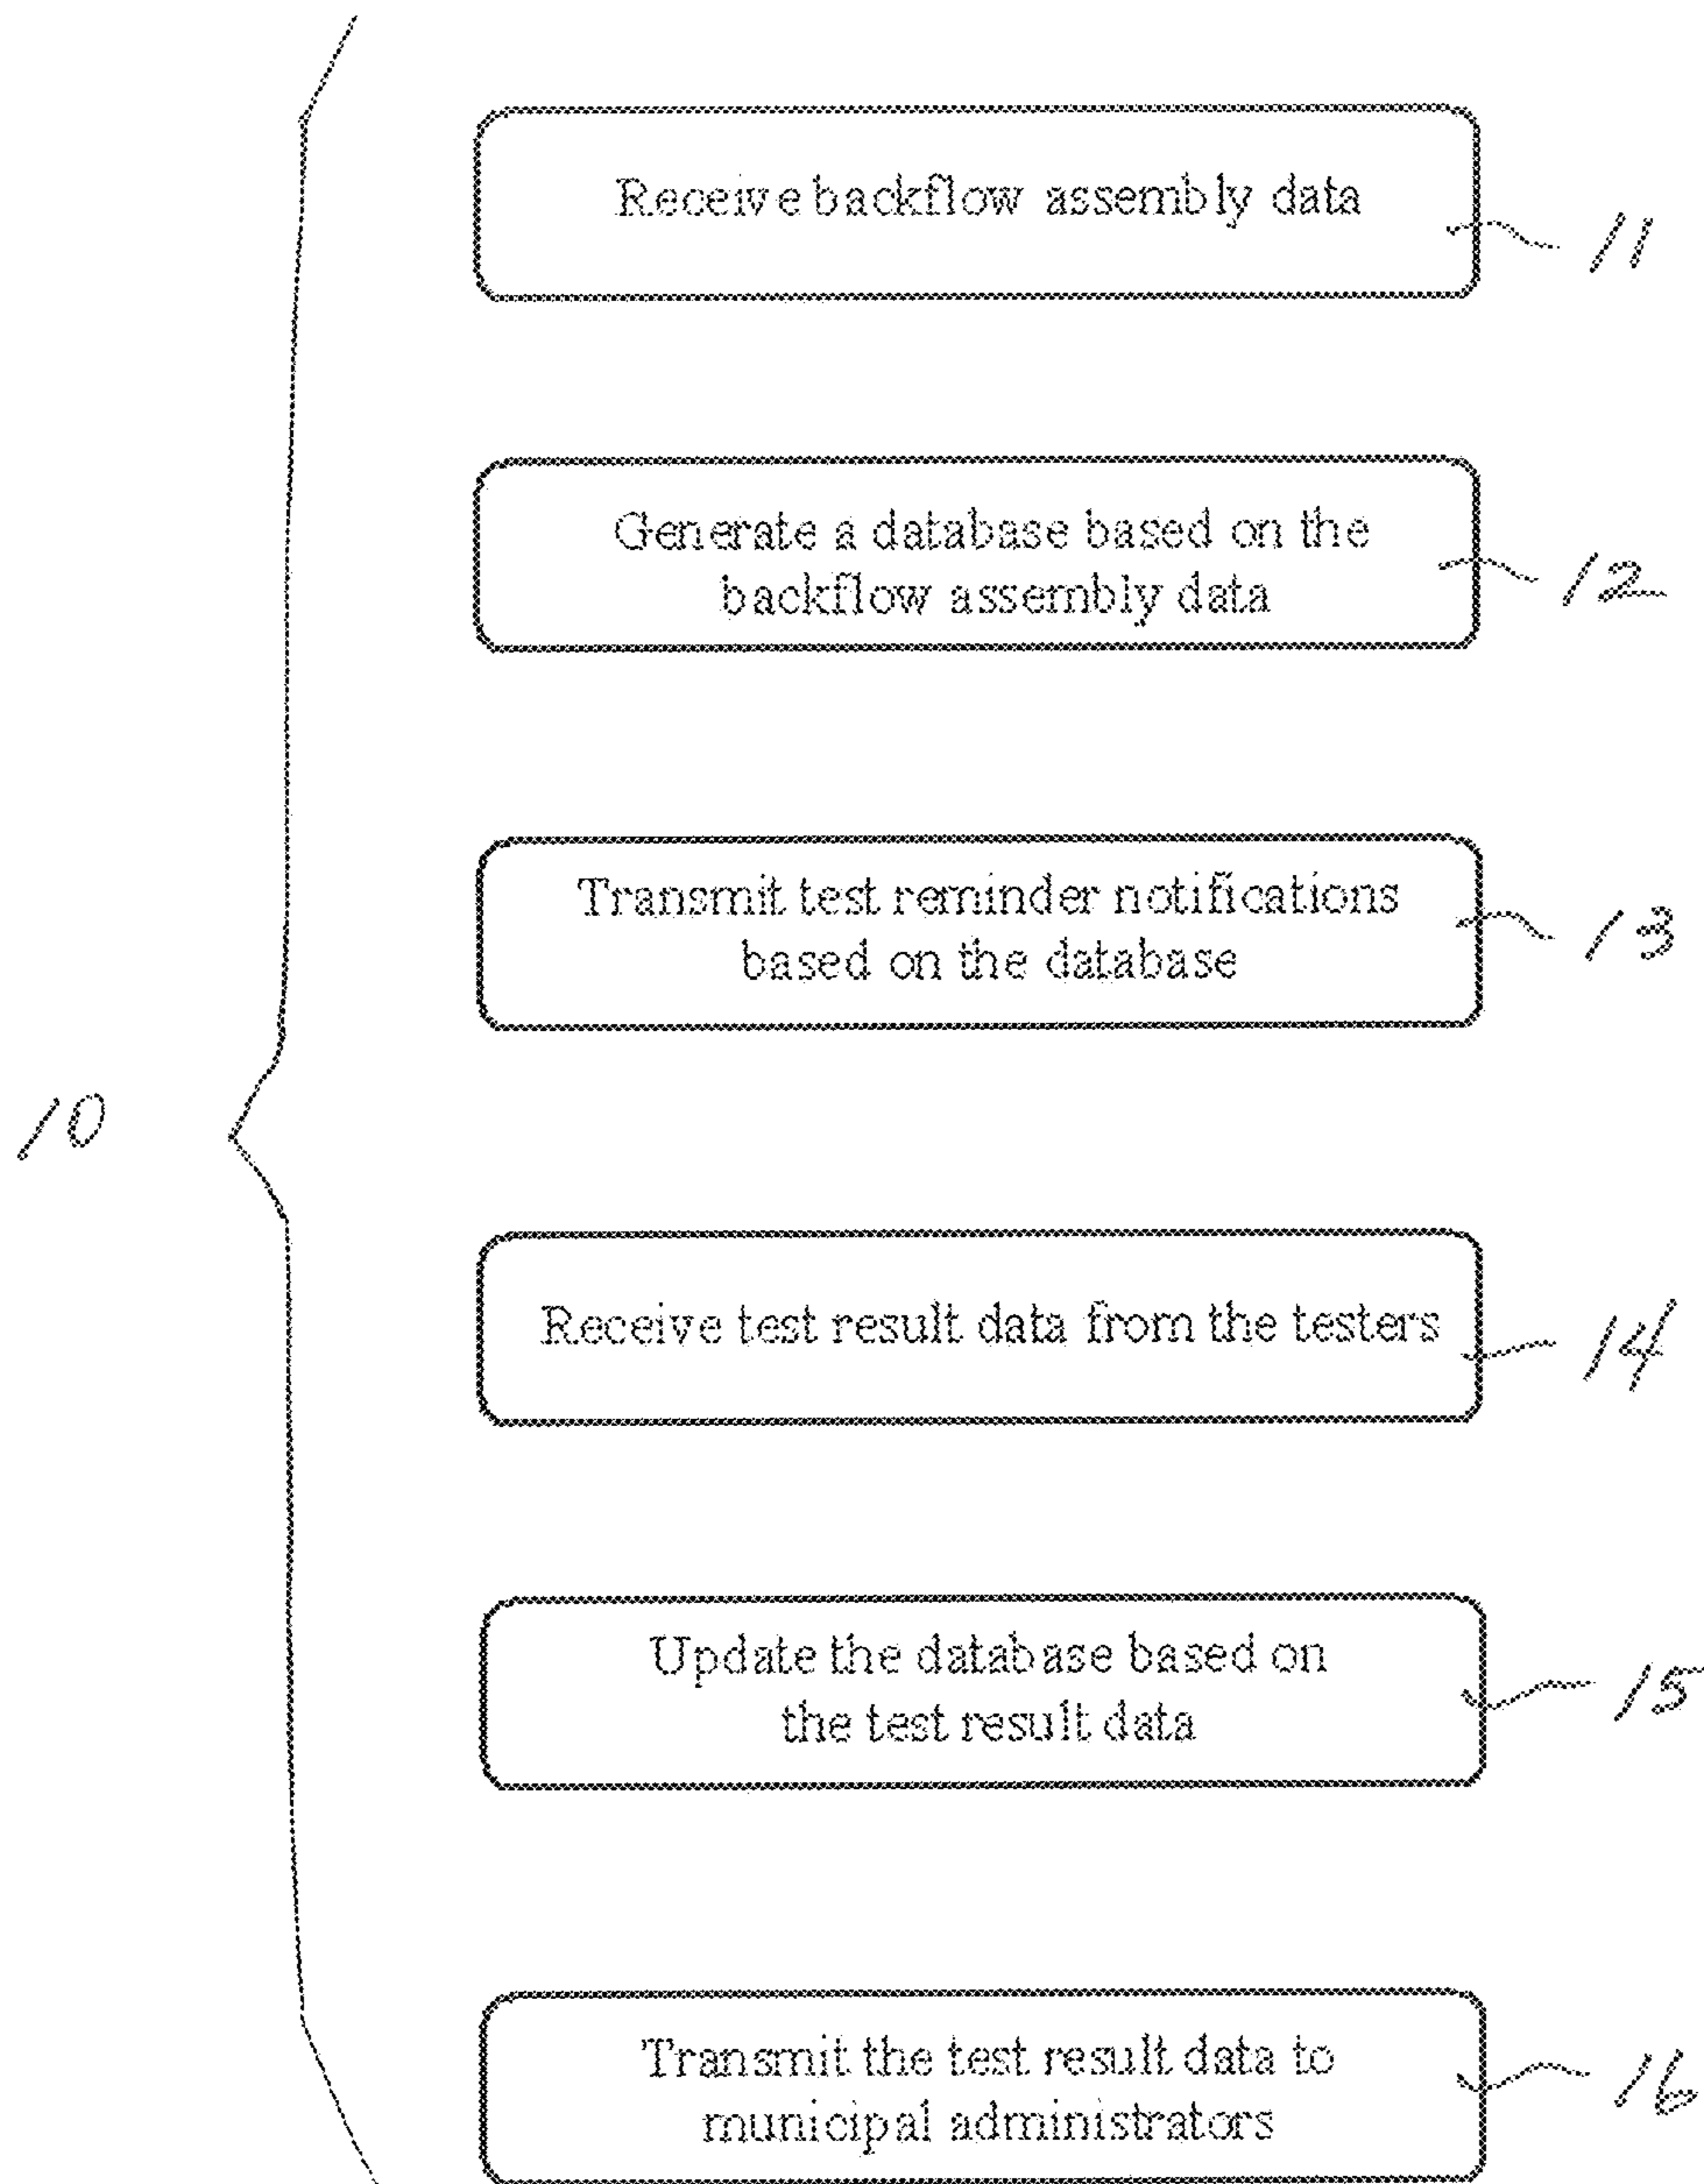 Receive backflow assembly data
11
Generate a database based on the
backflow assembly data
12
Transmit test reminder notifications
based on the database
13
10
Receive test result data from the testers
14
Update the database based on
the test result data
15
Transmit the test result data to
municipal administrators
16